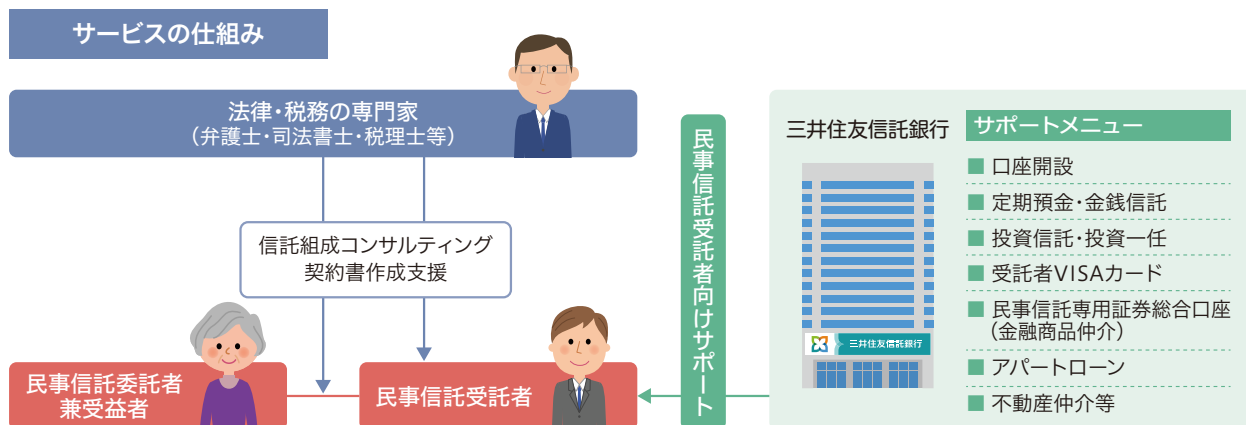 サービスの仕組み
法律・税務の専門家
（弁護士・司法書士・税理士等）
信託組成コンサルティング
契約書作成支援
民事信託委託者
兼受益者
民事信託受託者
民事信託受託者向けサポート
三井住友信託銀行
三井住友信託銀行
サポートメニュー
■ 口座開設
■ 定期預金・金銭信託
■ 投資信託・投資一任
■ 受託者VISAカード
■ 民事信託専用証券総合口座
（金融商品仲介）
■ アパートローン
■ 不動産仲介等